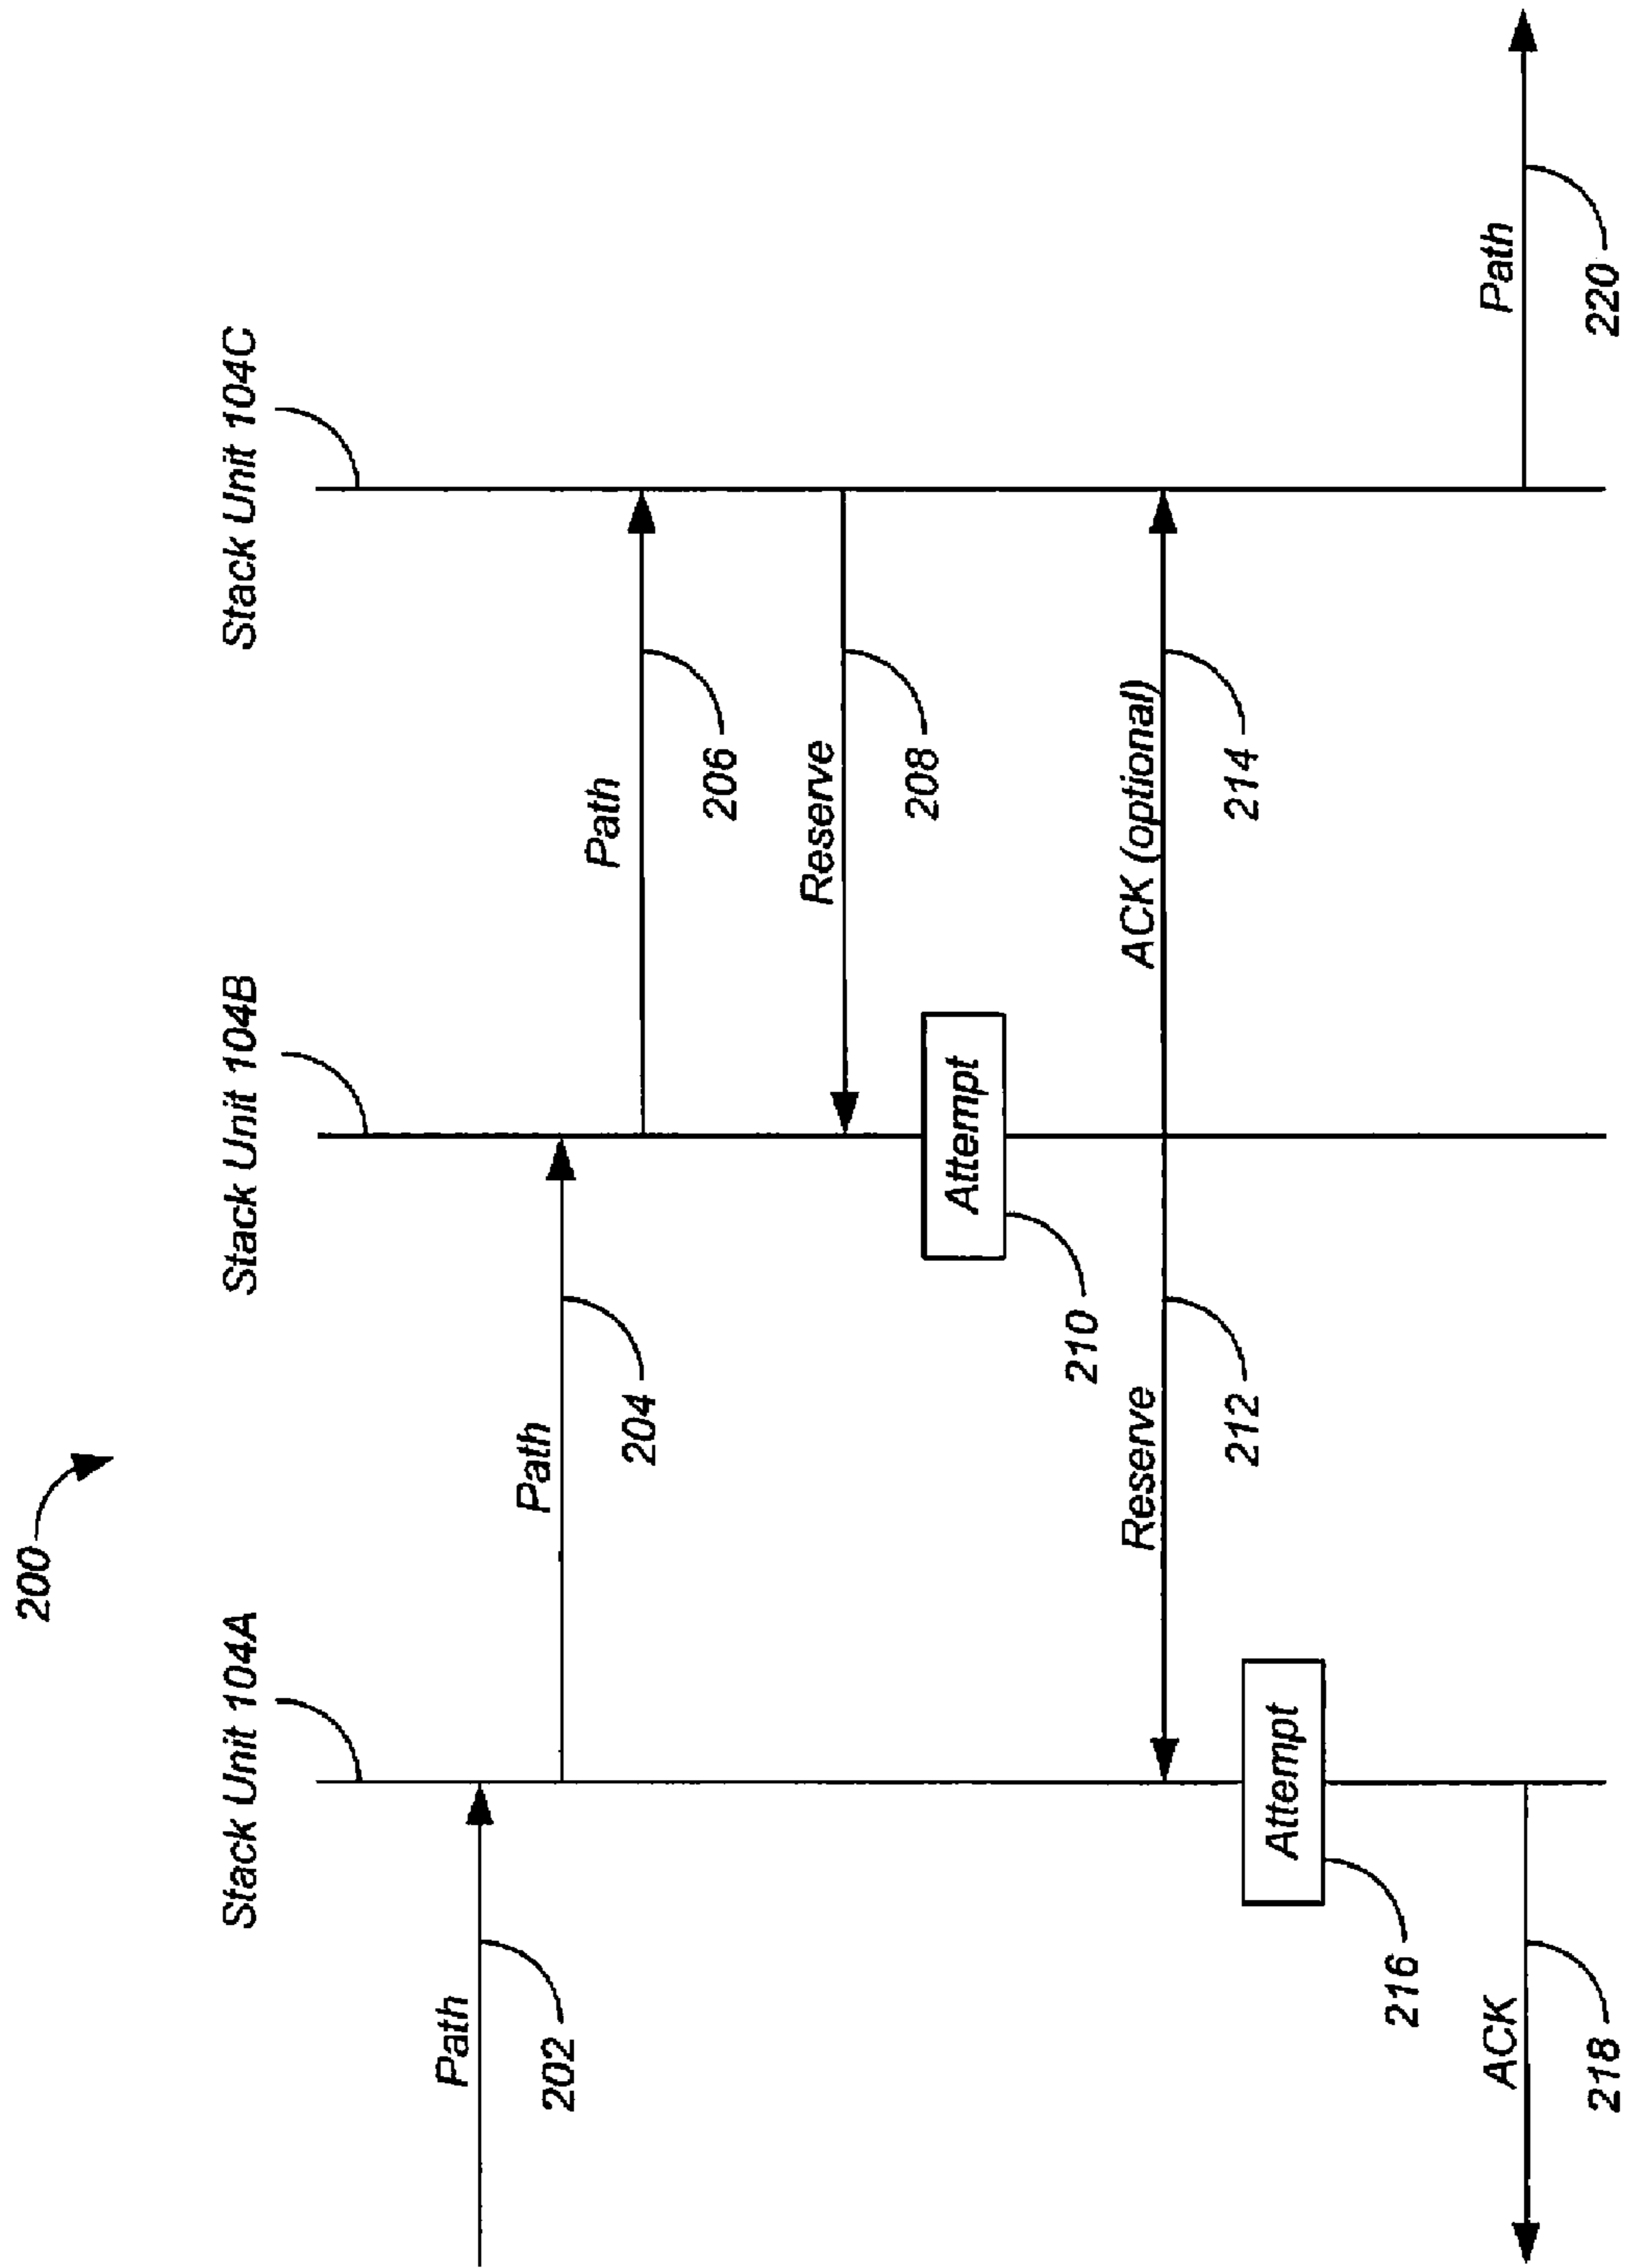 200
Stack Unit 104A
Stack Unit 104B
Stack Unit 104C
Path
202
Path
204
Path
206
Reserve
208
Attempt
210
Reserve
212
ACK (optional)
214
Attempt
216
ACK
218
Path
220